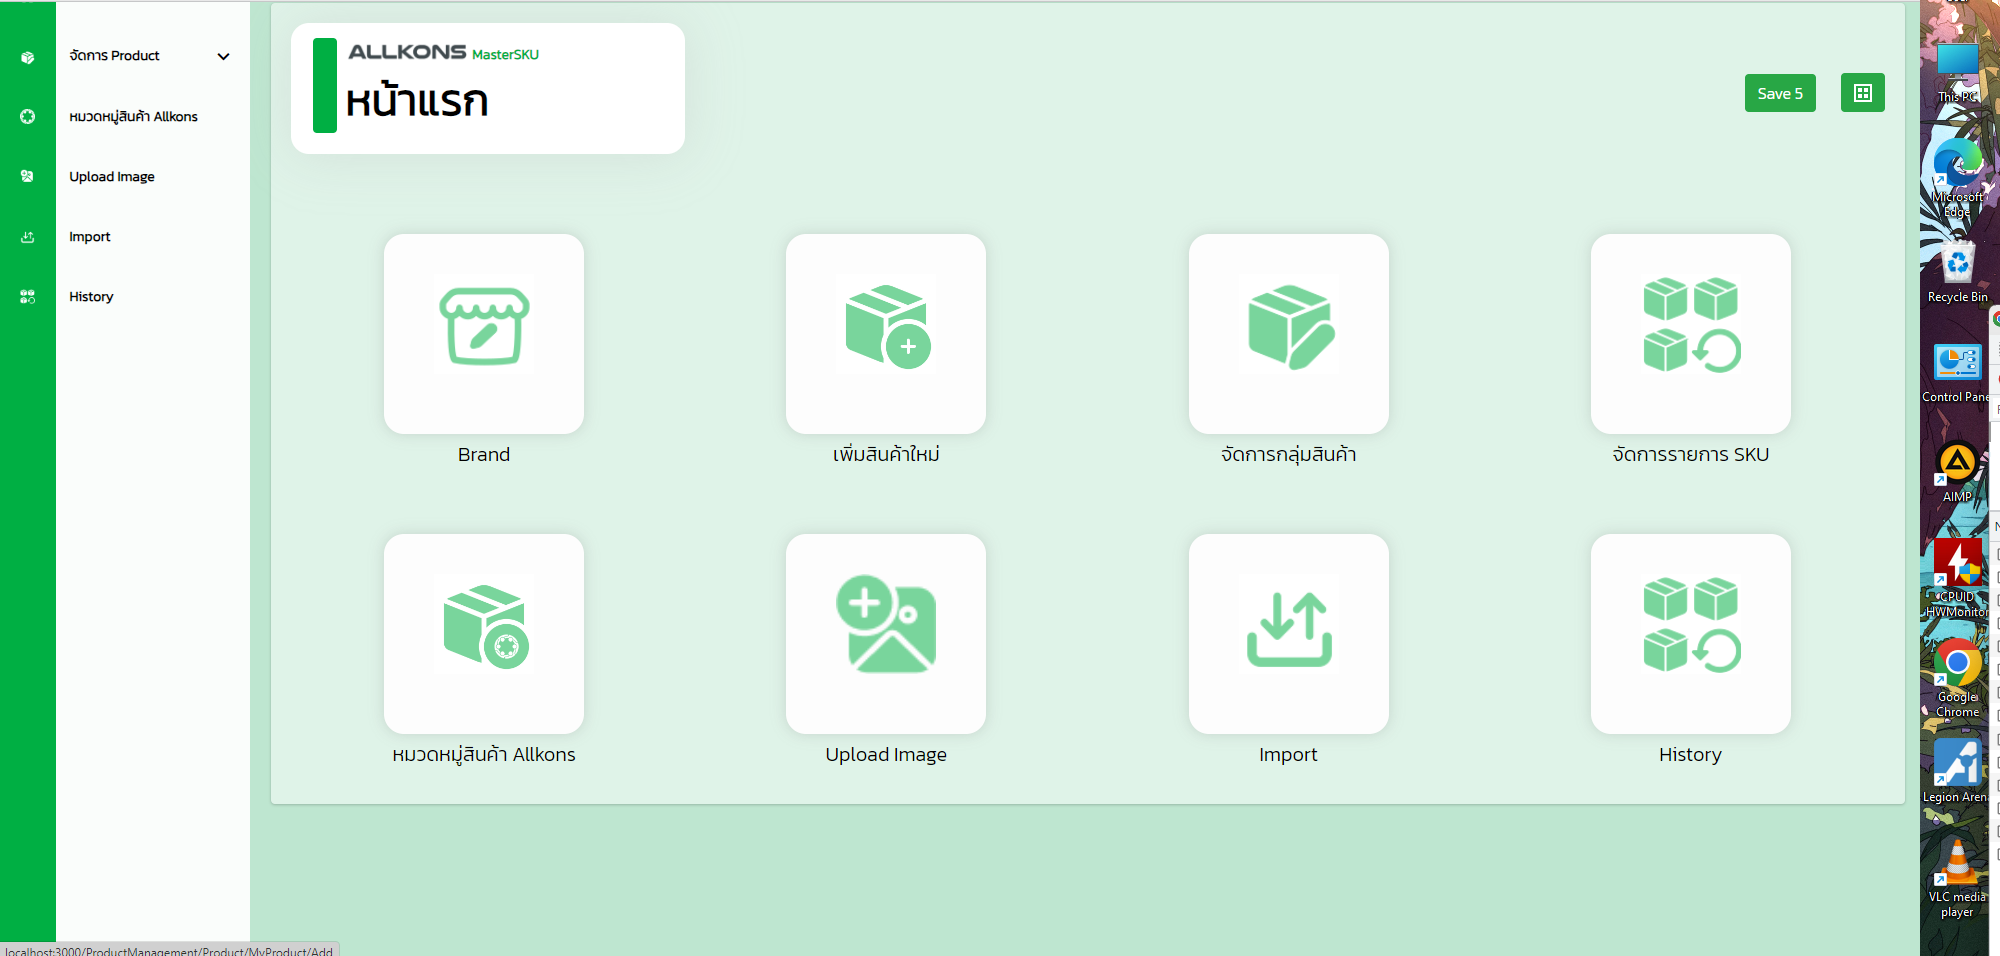 จัดการ Product
หมวดหมู่สินค้า Allkons
Upload Image
Import
History
ALLKONS MasterSKU
หน้าแรก
Save 5
Brand
เพิ่มสินค้าใหม่
จัดการกลุ่มสินค้า
จัดการรายการ SKU
หมวดหมู่สินค้า Allkons
Upload Image
Import
History
This PC
Microsoft
Edge
Recycle Bin
Control Pane
AIMP
CPUID
HWMonitor
Google
Chrome
Legion Aren
VLC media
player
localhost:3000/ProductManagement/Product/MyProduct/Add